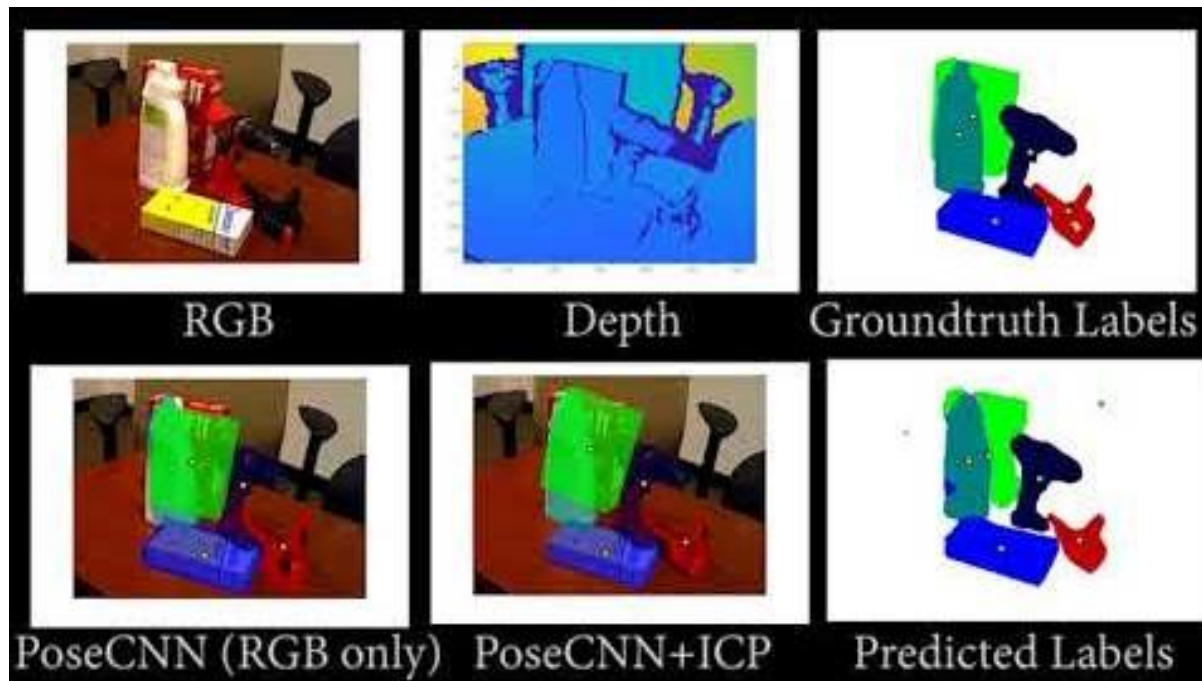 RGB
Depth
Groundtruth Labels
PoseCNN (RGB only)
PoseCNN+ICP
Predicted Labels